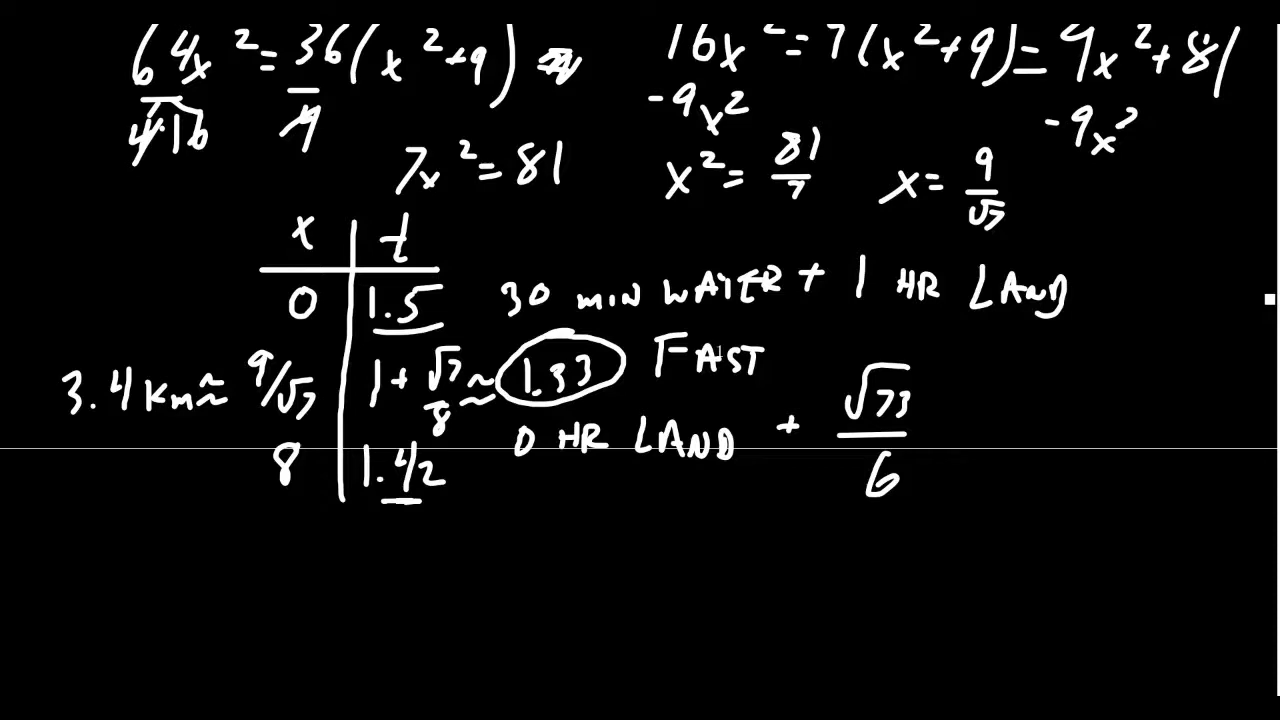 64x² = 36(x² + 9) 16x² = 9(x² + 9) = 9x² + 81
4·16 9 -9x² -9x²
7x² = 81 x² = 81/7 x = 9/√7
x t
0 1.5 30 MIN WATER + 1 HR LAND
3.4 Km ≈ 9/√7 1 + √7/8 ≈ 1.33 FAST
8 1.42 0 HR LAND + √73/6